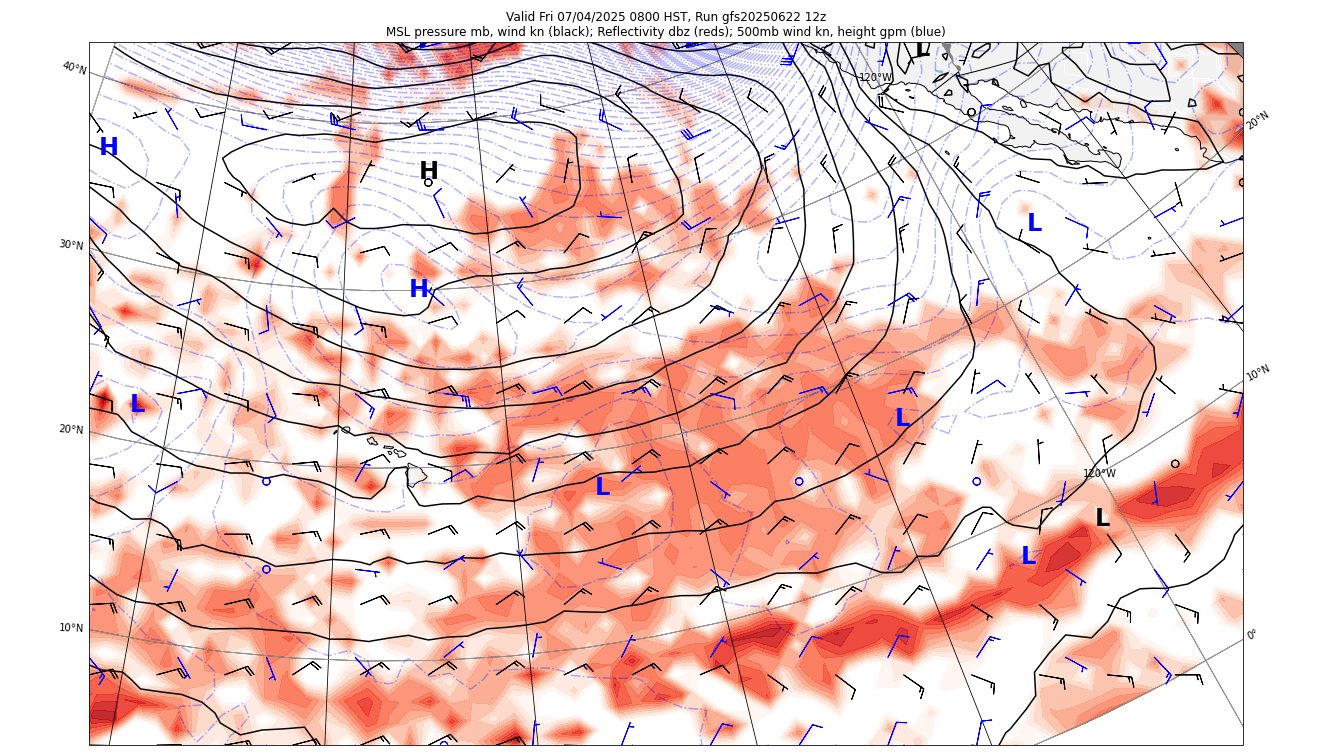 Valid Fri 07/04/2025 0800 HST, Run gfs20250622 12z
MSL pressure mb, wind kn (black); Reflectivity dbz (reds); 500mb wind kn, height gpm (blue)
L
40°N
120°W
20°N
H
H
L
30°N
H
10°N
L
L
20°N
120°W
L
L
L
10°N
0°